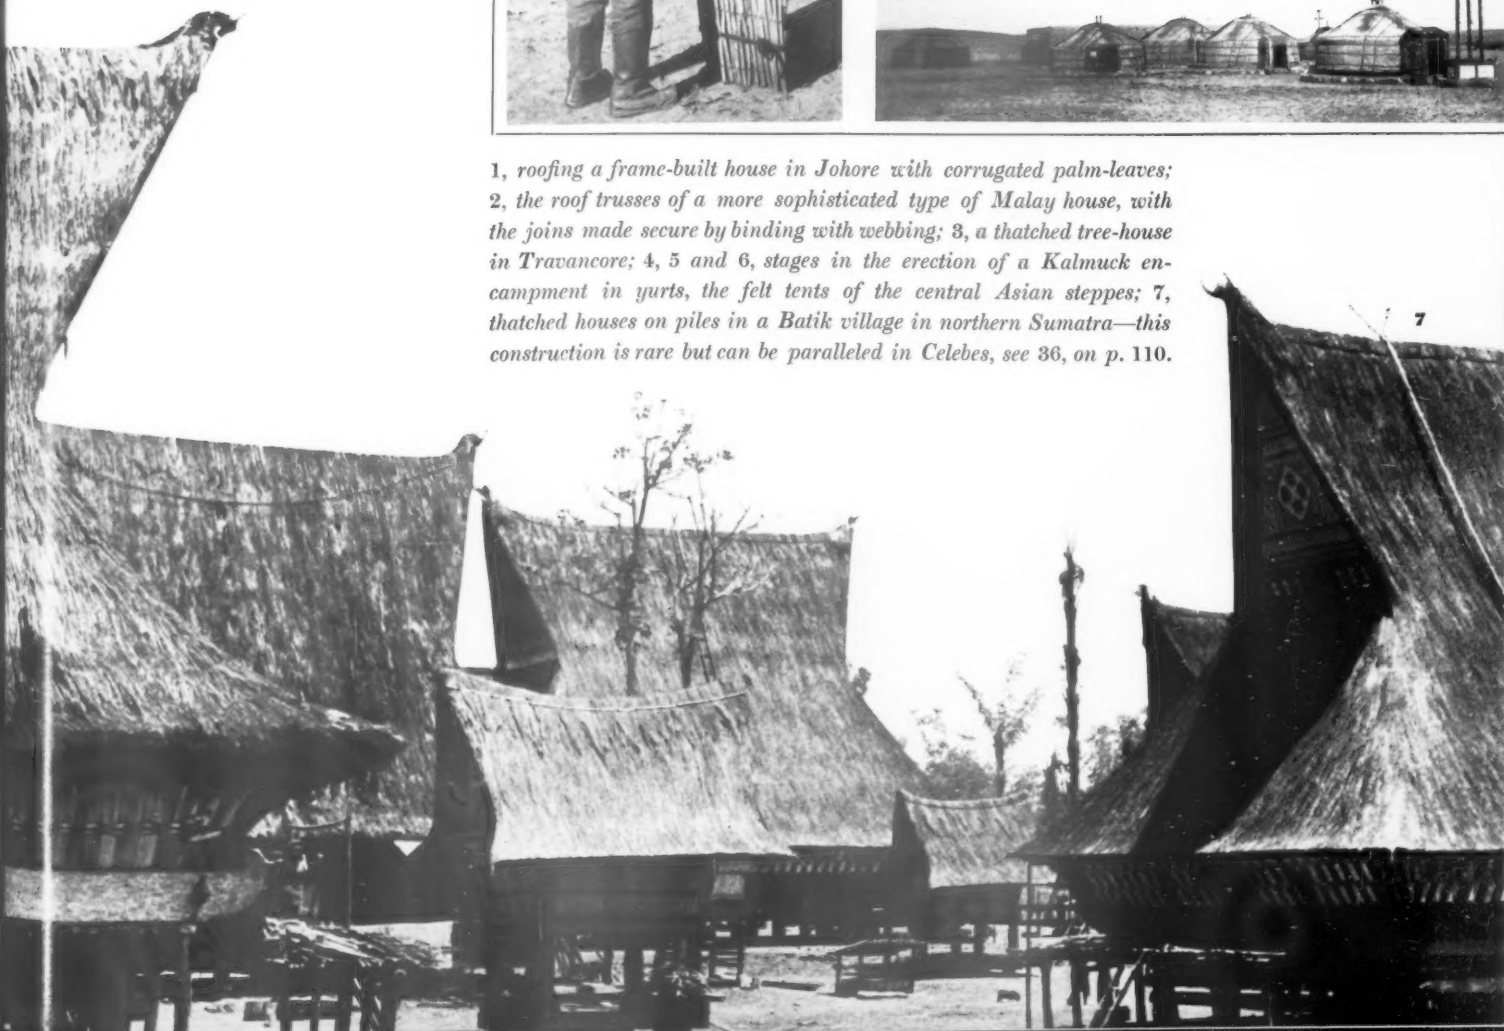 1, roofing a frame-built house in Johore with corrugated palm-leaves;
2, the roof trusses of a more sophisticated type of Malay house, with
the joins made secure by binding with webbing; 3, a thatched tree-house
in Travancore; 4, 5 and 6, stages in the erection of a Kalmuck en-
campment in yurts, the felt tents of the central Asian steppes; 7,
thatched houses on piles in a Batik village in northern Sumatra—this
construction is rare but can be paralleled in Celebes, see 36, on p. 110.
7